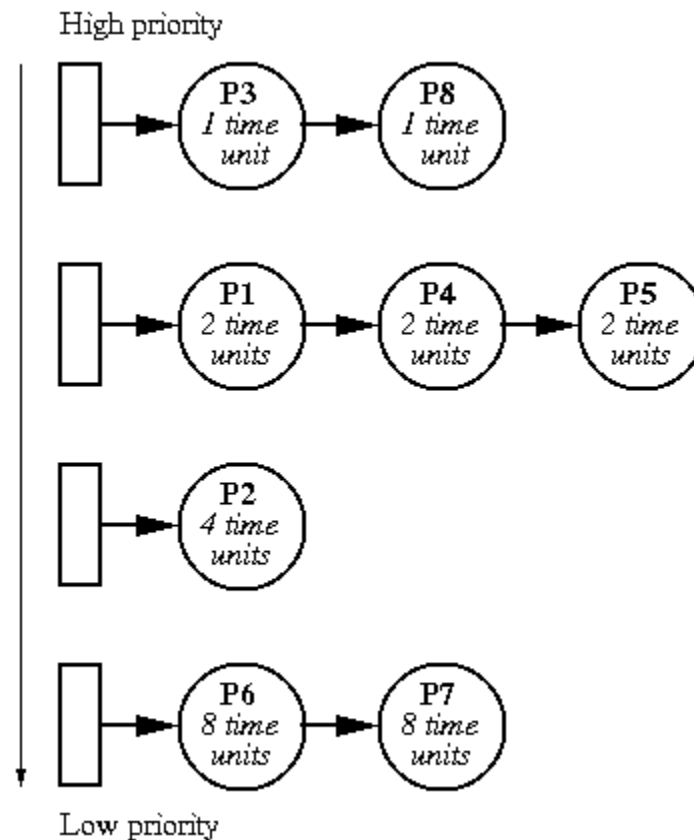 High priority
P3
1 time
unit
P8
1 time
unit
P1
2 time
units
P4
2 time
units
P5
2 time
units
P2
4 time
units
P6
8 time
units
P7
8 time
units
Low priority